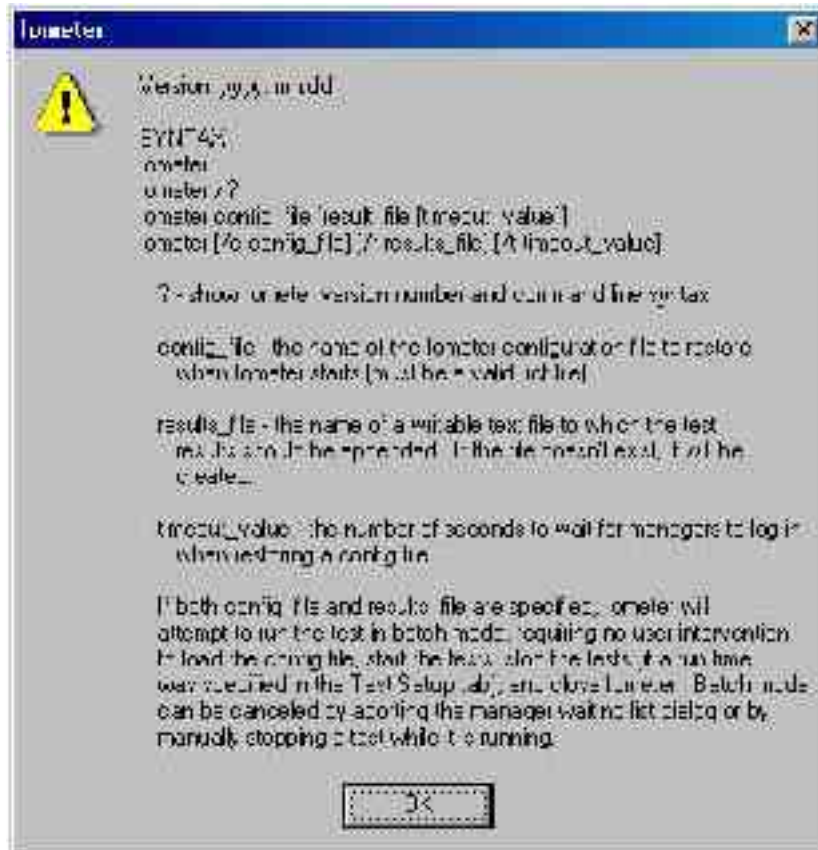 Iometer
Version yyyy.mm.dd
SYNTAX
iometer
iometer /?
iometer config_file [result_file [timeout_value]]
iometer [/c config_file] [/r results_file] [/t timeout_value]
? - show Iometer version number and command line syntax
config_file - the name of the Iometer configuration file to restore
when Iometer starts (must be a valid .icf file)
results_file - the name of a writable text file to which the test
results should be appended. If the file doesn't exist, it will be
created.
timeout_value - the number of seconds to wait for managers to log in
when restoring a config file
If both config_file and results_file are specified, Iometer will
attempt to run the test in batch mode, requiring no user intervention
to load the config file, start the tests, stop the tests (if a run time
was specified in the Test Setup tab), and close Iometer. Batch mode
can be canceled by aborting the manager waiting list dialog or by
manually stopping a test while it is running.
OK